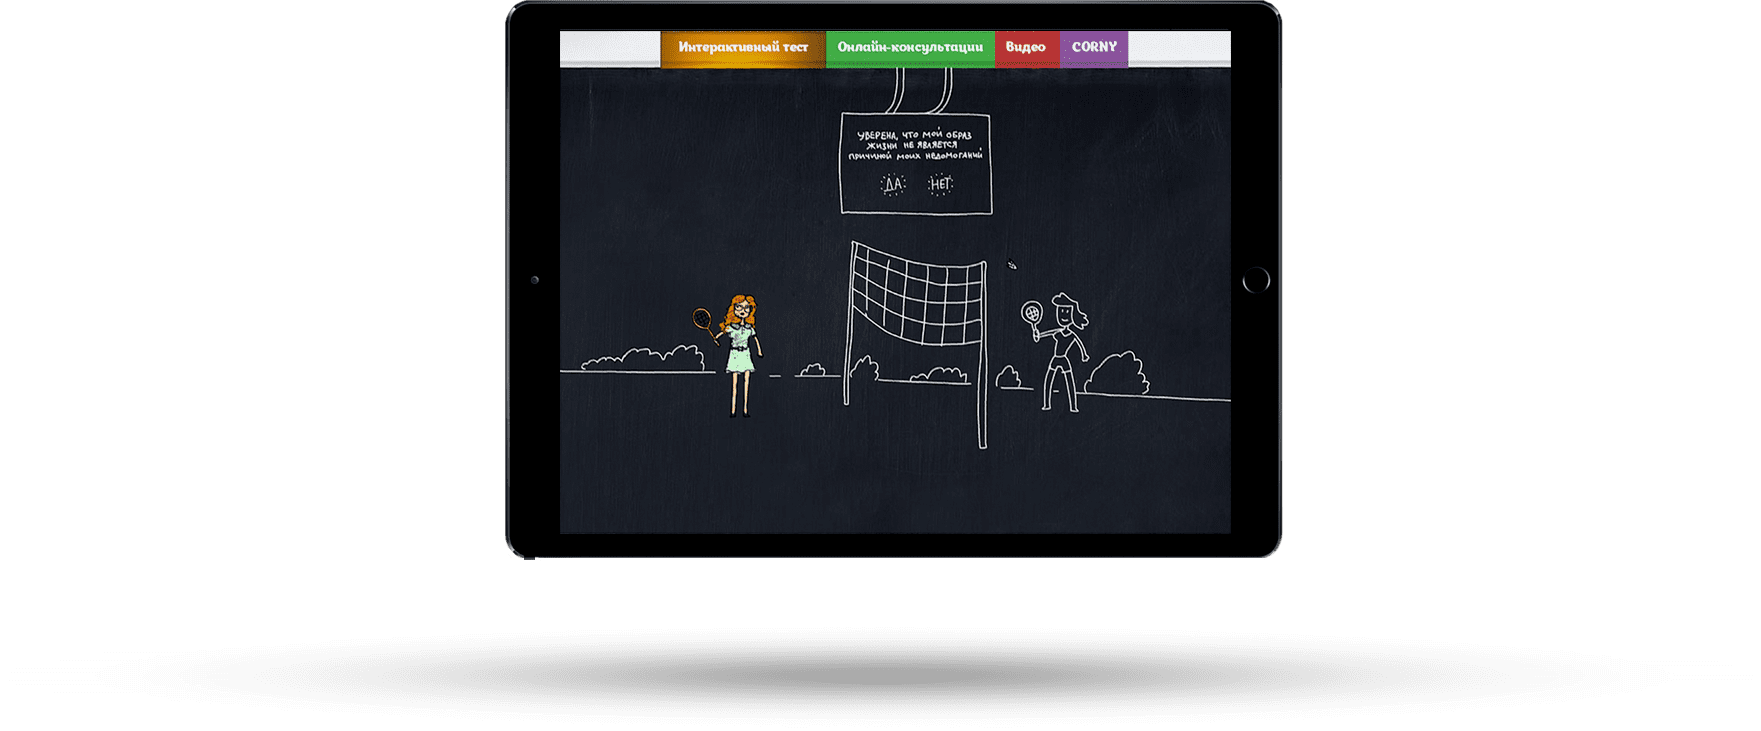 Интерактивный тест
Онлайн-консультации
Видео
CORNY
УВЕРЕНА, ЧТО МОЙ ОБРАЗ
ЖИЗНИ НЕ ЯВЛЯЕТСЯ
ПРИЧИНОЙ МОИХ НЕДОМОГАНИЙ
ДА
НЕТ